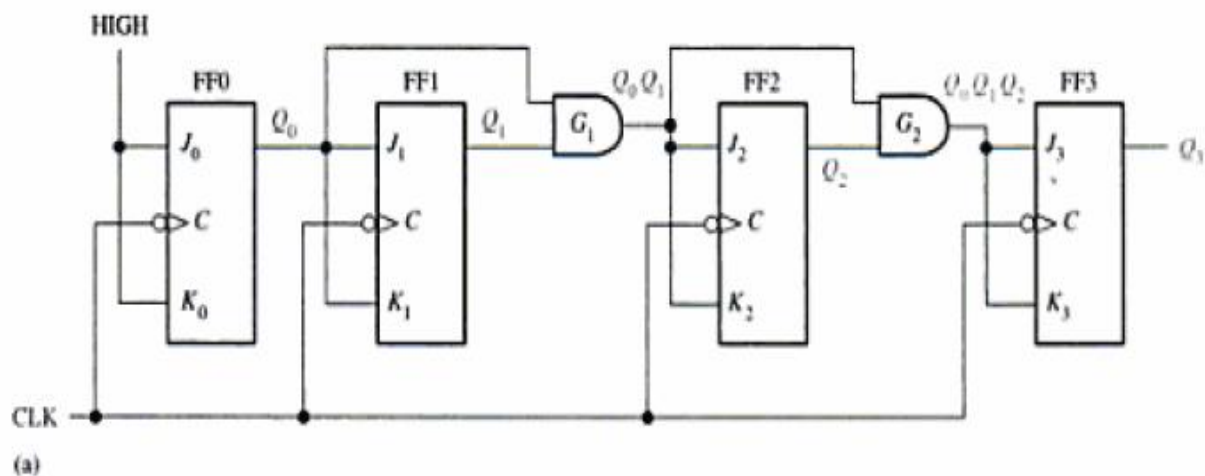 HIGH
FF0
FF1
Q₀Q₁
FF2
Q₀Q₁Q₂
FF3
J₀
Q₀
J₁
Q₁
G₁
J₂
Q₂
G₂
J₃
Q₃
C
C
C
C
K₀
K₁
K₂
K₃
CLK
(a)